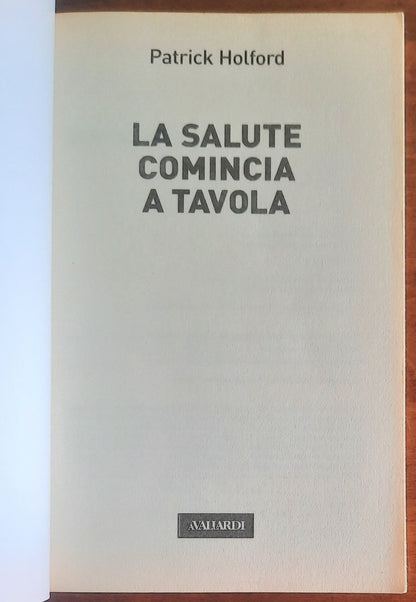 Patrick Holford
LA SALUTE
COMINCIA
A TAVOLA
AVALLARDI